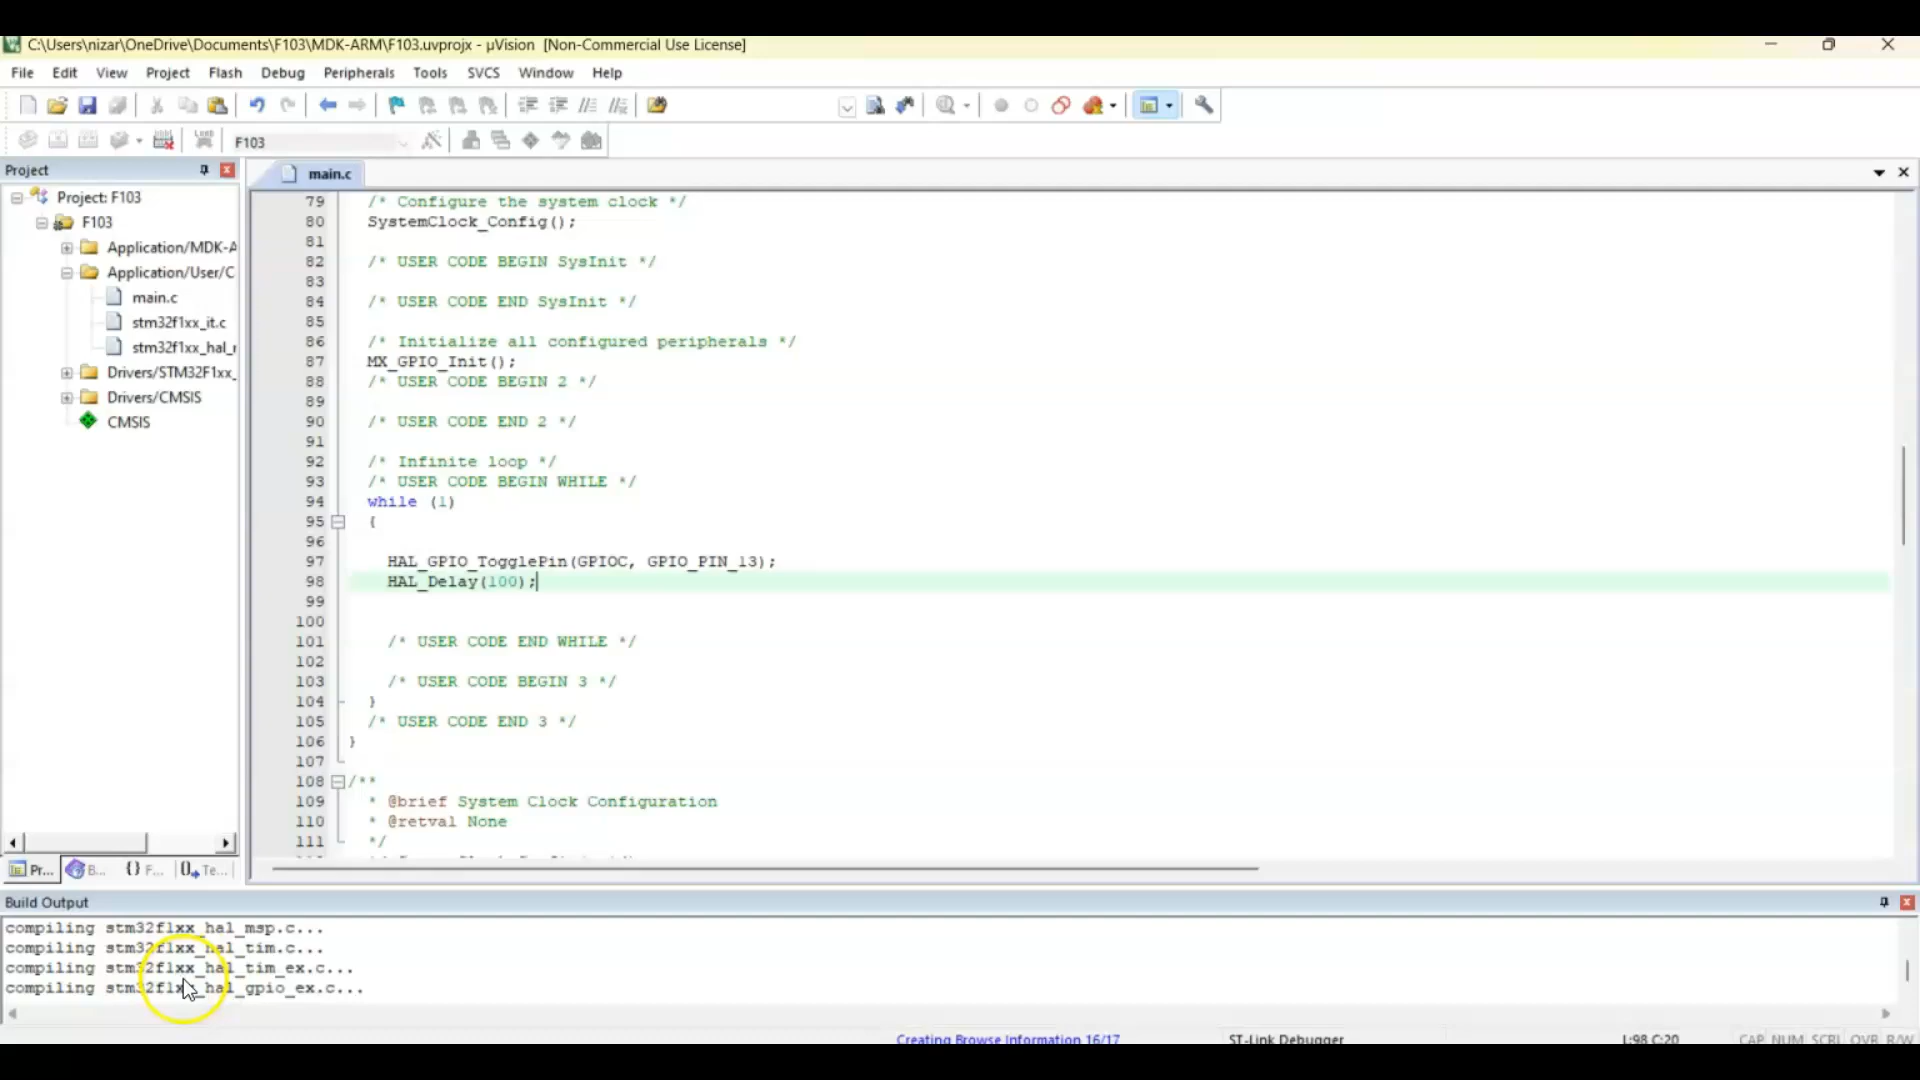 C:\Users\nizar\OneDrive\Documents\F103\MDK-ARM\F103.uvprojx - µVision [Non-Commercial Use License]
File Edit View Project Flash Debug Peripherals Tools SVCS Window Help
F103
Project
main.c
Project: F103
F103
Application/MDK-A
Application/User/C
main.c
stm32f1xx_it.c
stm32f1xx_hal_
Drivers/STM32F1xx_
Drivers/CMSIS
CMSIS
79 /* Configure the system clock */
80 SystemClock_Config();
81
82 /* USER CODE BEGIN SysInit */
83
84 /* USER CODE END SysInit */
85
86 /* Initialize all configured peripherals */
87 MX_GPIO_Init();
88 /* USER CODE BEGIN 2 */
89
90 /* USER CODE END 2 */
91
92 /* Infinite loop */
93 /* USER CODE BEGIN WHILE */
94 while (1)
95 {
96
97 HAL_GPIO_TogglePin(GPIOC, GPIO_PIN_13);
98 HAL_Delay(100);
99
100
101 /* USER CODE END WHILE */
102
103 /* USER CODE BEGIN 3 */
104 }
105 /* USER CODE END 3 */
106 }
107
108 /**
109 * @brief System Clock Configuration
110 * @retval None
111 */
Pr... B... {} F... 0 Te...
Build Output
compiling stm32f1xx_hal_msp.c...
compiling stm32f1xx_hal_tim.c...
compiling stm32f1xx_hal_tim_ex.c...
compiling stm32f1xx_hal_gpio_ex.c...
Creating Browse Information 16/17 ST-Link Debugger L:98 C:20 CAP NUM SCRL OVR R/W